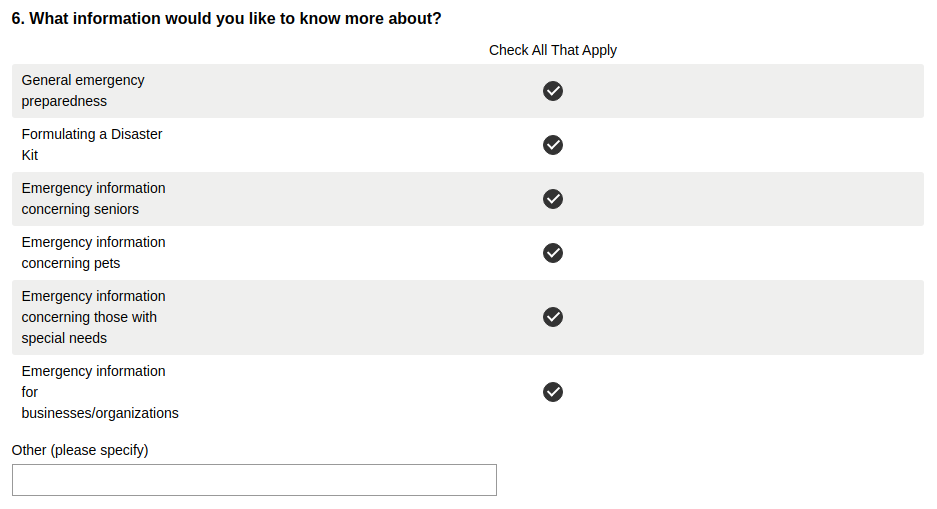 6. What information would you like to know more about?
Check All That Apply
General emergency
preparedness
Formulating a Disaster
Kit
Emergency information
concerning seniors
Emergency information
concerning pets
Emergency information
concerning those with
special needs
Emergency information
for
businesses/organizations
Other (please specify)